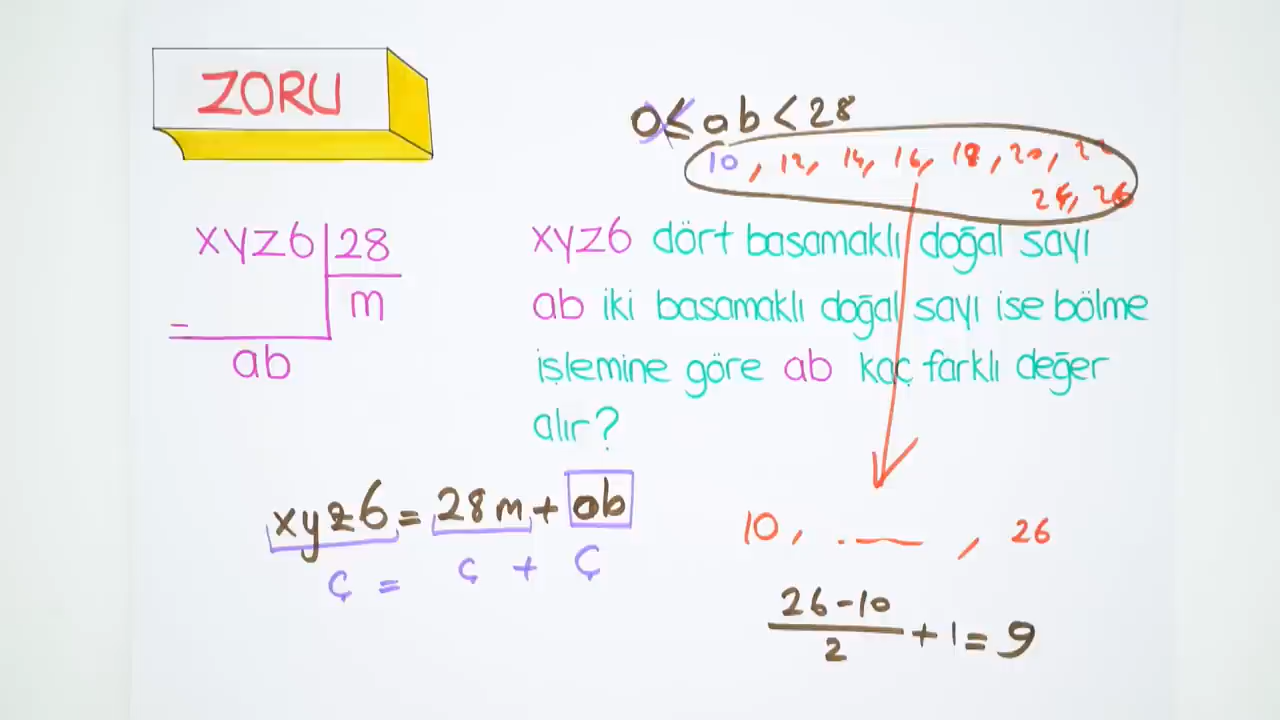 ZORU
0 ≤ ab < 28
10, 12, 14, 16, 18, 20, 22
24, 26
xyz6 | 28
m
ab
xyz6 dört basamaklı doğal sayı
ab iki basamaklı doğal sayı ise bölme
işlemine göre ab kaç farklı değer
alır?
xyz6 = 28m + ab
Ç = Ç + Ç
10, . __ , 26
26 - 10
2
+ 1 = 9